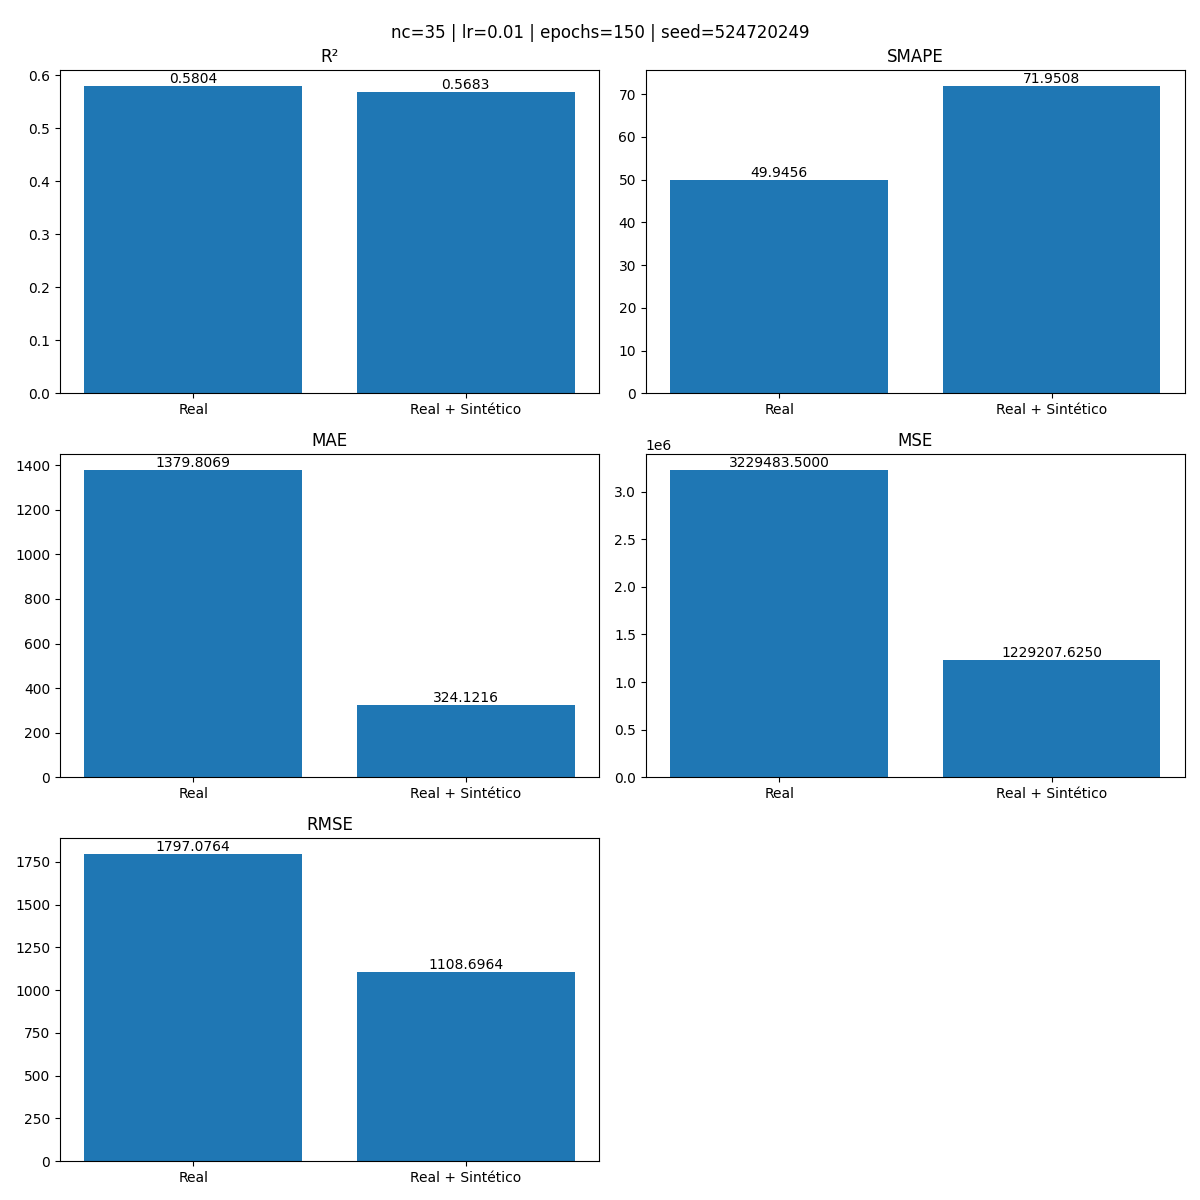 nc=35 | lr=0.01 | epochs=150 | seed=524720249
R²
0.6
0.5
0.4
0.3
0.2
0.1
0.0
0.5804
0.5683
Real
Real + Sintético
SMAPE
70
60
50
40
30
20
10
0
49.9456
71.9508
Real
Real + Sintético
MAE
1400
1200
1000
800
600
400
200
0
1379.8069
324.1216
Real
Real + Sintético
MSE
1e6
3.0
2.5
2.0
1.5
1.0
0.5
0.0
3229483.5000
1229207.6250
Real
Real + Sintético
RMSE
1750
1500
1250
1000
750
500
250
0
1797.0764
1108.6964
Real
Real + Sintético